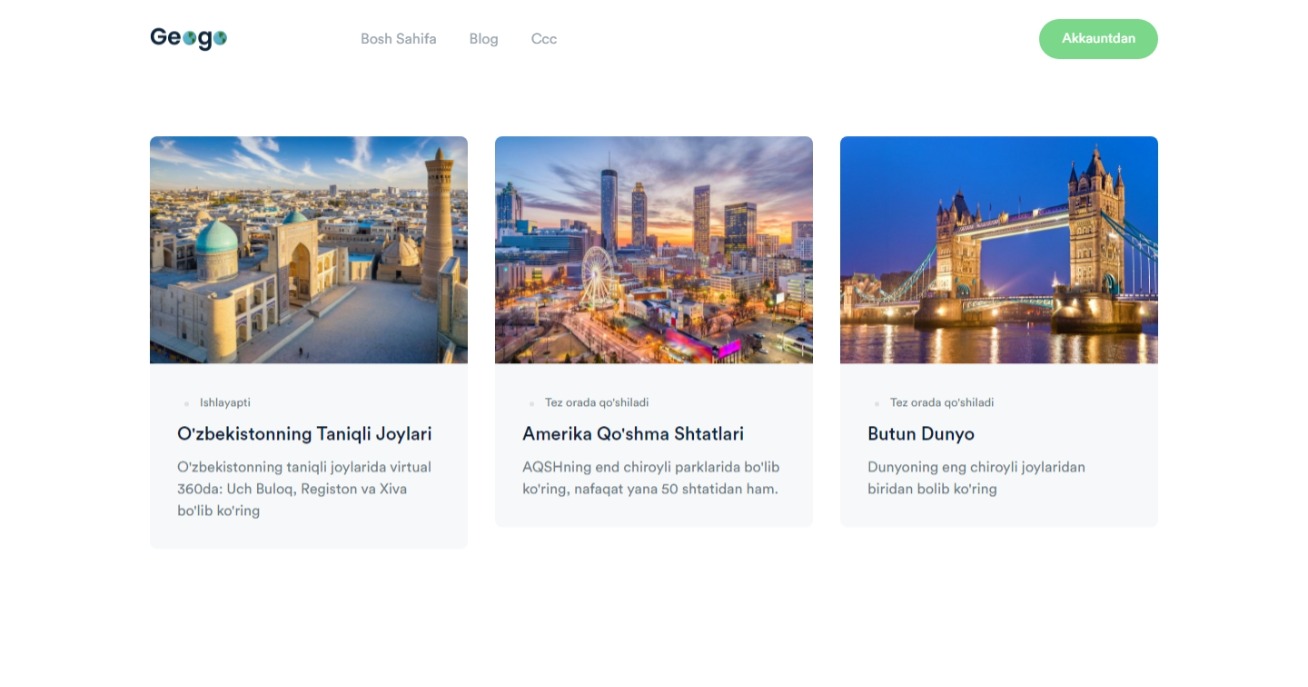 Geogo
Bosh Sahifa
Blog
Ccc
Akkauntdan
Ishlayapti
O'zbekistonning Taniqli Joylari
O'zbekistonning taniqli joylarida virtual
360da: Uch Buloq, Registon va Xiva
bo'lib ko'ring
Tez orada qo'shiladi
Amerika Qo'shma Shtatlari
AQSHning end chiroyli parklarida bo'lib
ko'ring, nafaqat yana 50 shtatidan ham.
Tez orada qo'shiladi
Butun Dunyo
Dunyoning eng chiroyli joylaridan
biridan bolib ko'ring